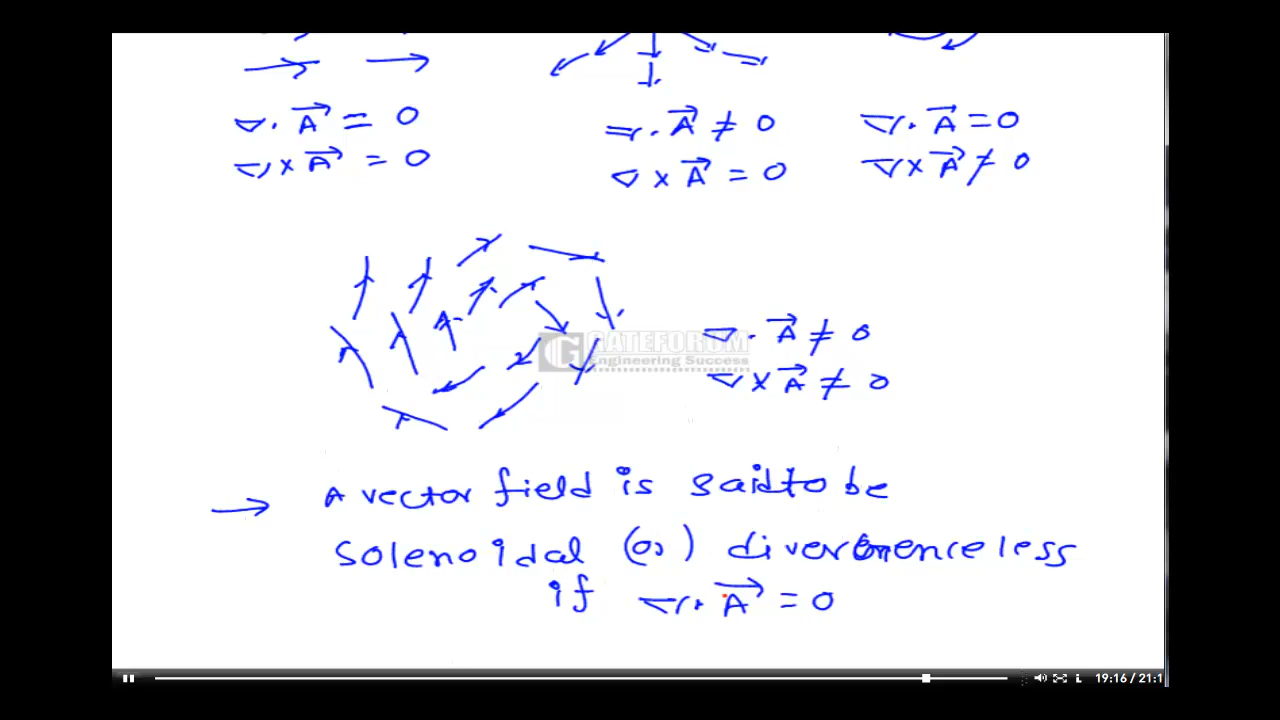 ∇. A⃗ = 0
∇ × A⃗ = 0
∇. A⃗ ≠ 0
∇ × A⃗ = 0
∇. A⃗ = 0
∇ × A⃗ ≠ 0
GATEFORUM
Engineering Success
∇. A⃗ ≠ 0
∇ × A⃗ ≠ 0
→ A vector field is said to be
solenoidal (or) divergenceless
if ∇. A⃗ = 0
19:16 / 21:1